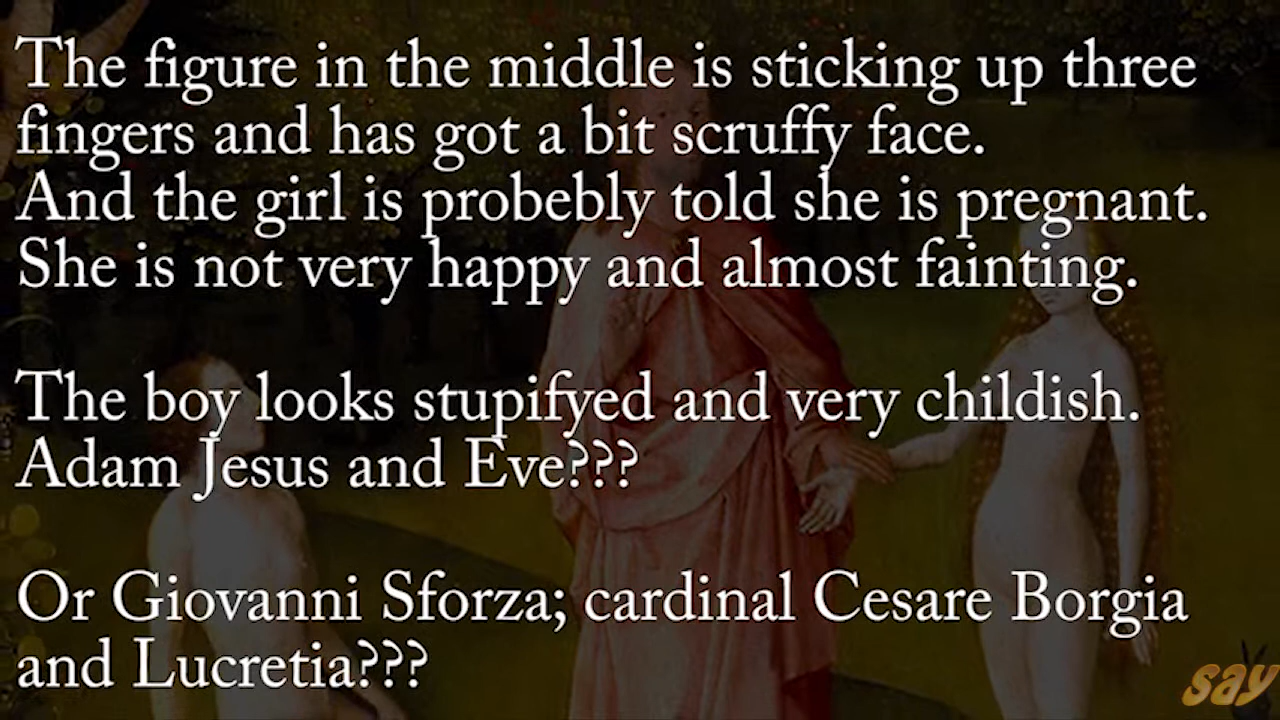 The figure in the middle is sticking up three
fingers and has got a bit scruffy face.
And the girl is probebly told she is pregnant.
She is not very happy and almost fainting.
The boy looks stupifyed and very childish.
Adam Jesus and Eve???
Or Giovanni Sforza; cardinal Cesare Borgia
and Lucretia???
say